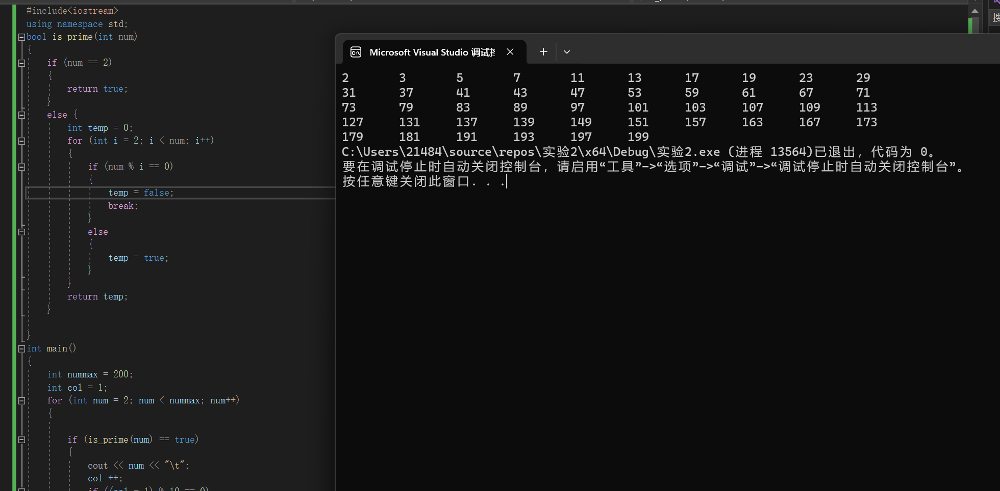 #include<iostream>
using namespace std;
bool is_prime(int num)
{
if (num == 2)
{
return true;
}
else {
int temp = 0;
for (int i = 2; i < num; i++)
{
if (num % i == 0)
{
temp = false;
break;
}
else
{
temp = true;
}
}
return temp;
}
}
int main()
{
int nummax = 200;
int col = 1;
for (int num = 2; num < nummax; num++)
{
if (is_prime(num) == true)
{
cout << num << "\t";
col ++;
if ((col - 1) % 10 == 0)
Microsoft Visual Studio 调试
2 3 5 7 11 13 17 19 23 29
31 37 41 43 47 53 59 61 67 71
73 79 83 89 97 101 103 107 109 113
127 131 137 139 149 151 157 163 167 173
179 181 191 193 197 199
C:\Users\21484\source\repos\实验2\x64\Debug\实验2.exe (进程 13564)已退出，代码为 0。
要在调试停止时自动关闭控制台，请启用“工具”->“选项”->“调试”->“调试停止时自动关闭控制台”。
按任意键关闭此窗口. . .
搜